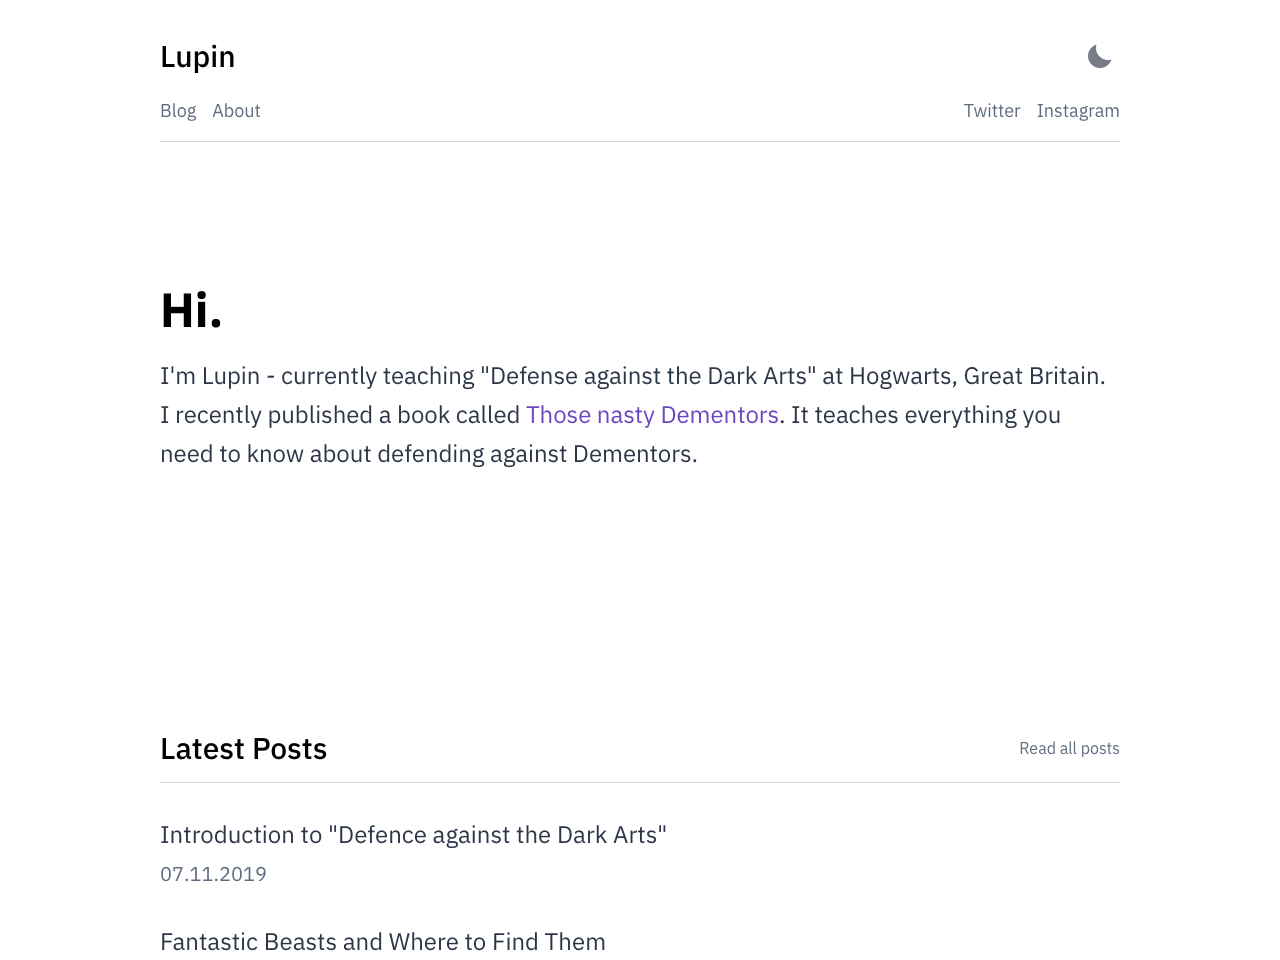 Lupin
Blog About Twitter Instagram
Hi.
I'm Lupin - currently teaching "Defense against the Dark Arts" at Hogwarts, Great Britain.
I recently published a book called Those nasty Dementors. It teaches everything you
need to know about defending against Dementors.
Latest Posts Read all posts
Introduction to "Defence against the Dark Arts"
07.11.2019
Fantastic Beasts and Where to Find Them